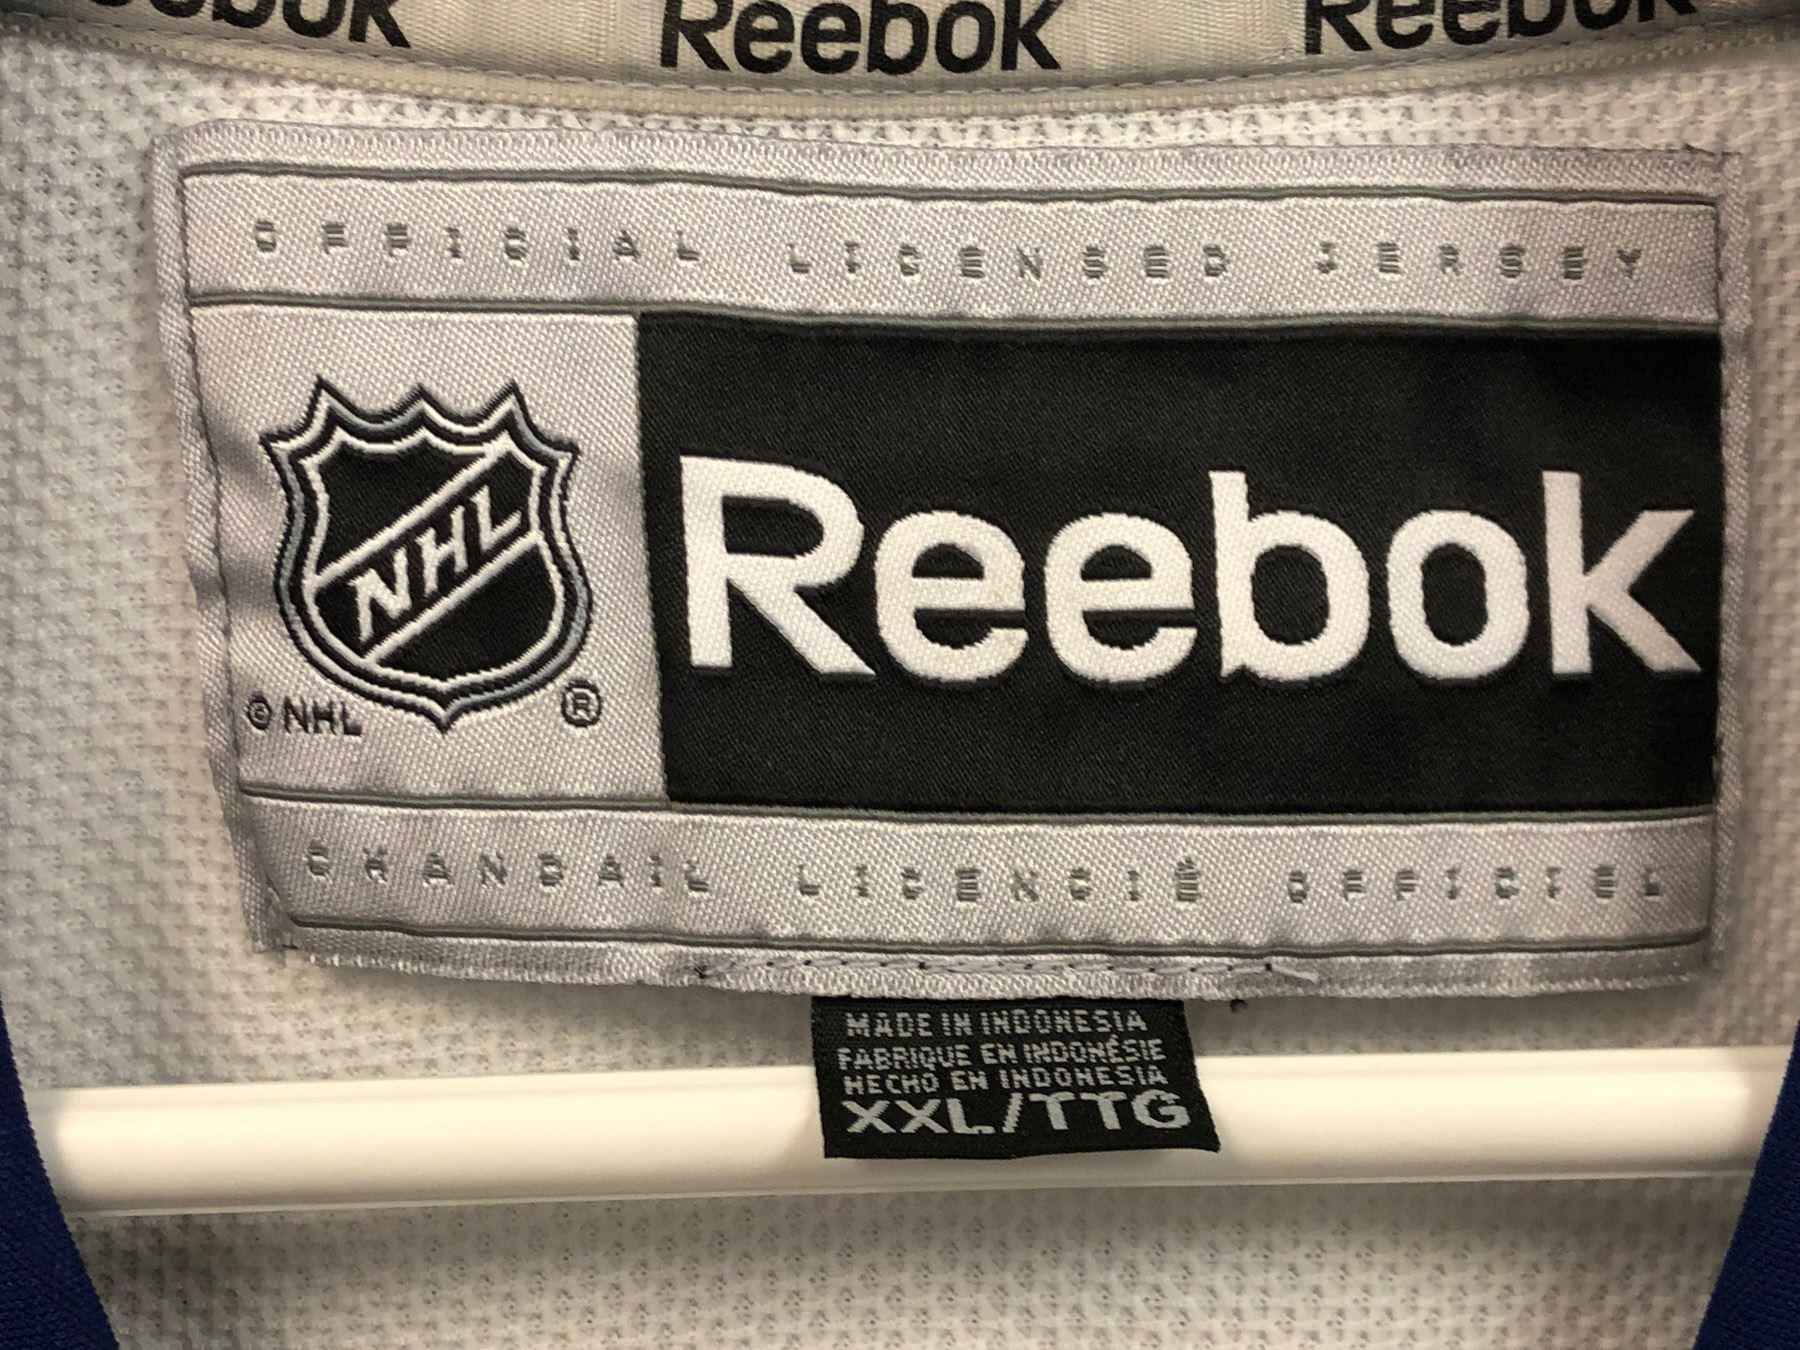 Reebok Reebok Reebok
OFFICIAL LICENSED JERSEY
NHL
© NHL ®
Reebok
CHANDAIL LICENCIÉ OFFICIEL
MADE IN INDONESIA
FABRIQUE EN INDONÉSIE
HECHO EN INDONESIA
XXL/TTG